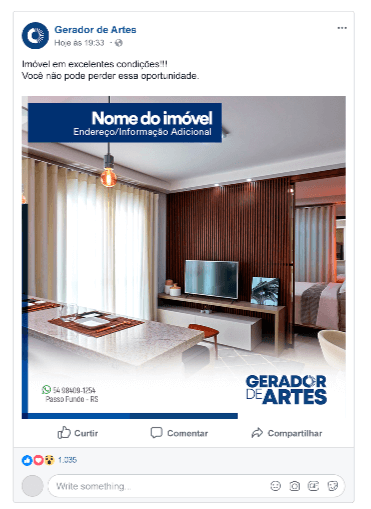 Gerador de Artes
Hoje às 19:33
Imóvel em excelentes condições!!!
Você não pode perder essa oportunidade.
Nome do imóvel
Endereço/Informação Adicional
54 98409-1254
Passo Fundo - RS
GERADOR
DE ARTES
Curtir
Comentar
Compartilhar
1.035
Write something...
GIF